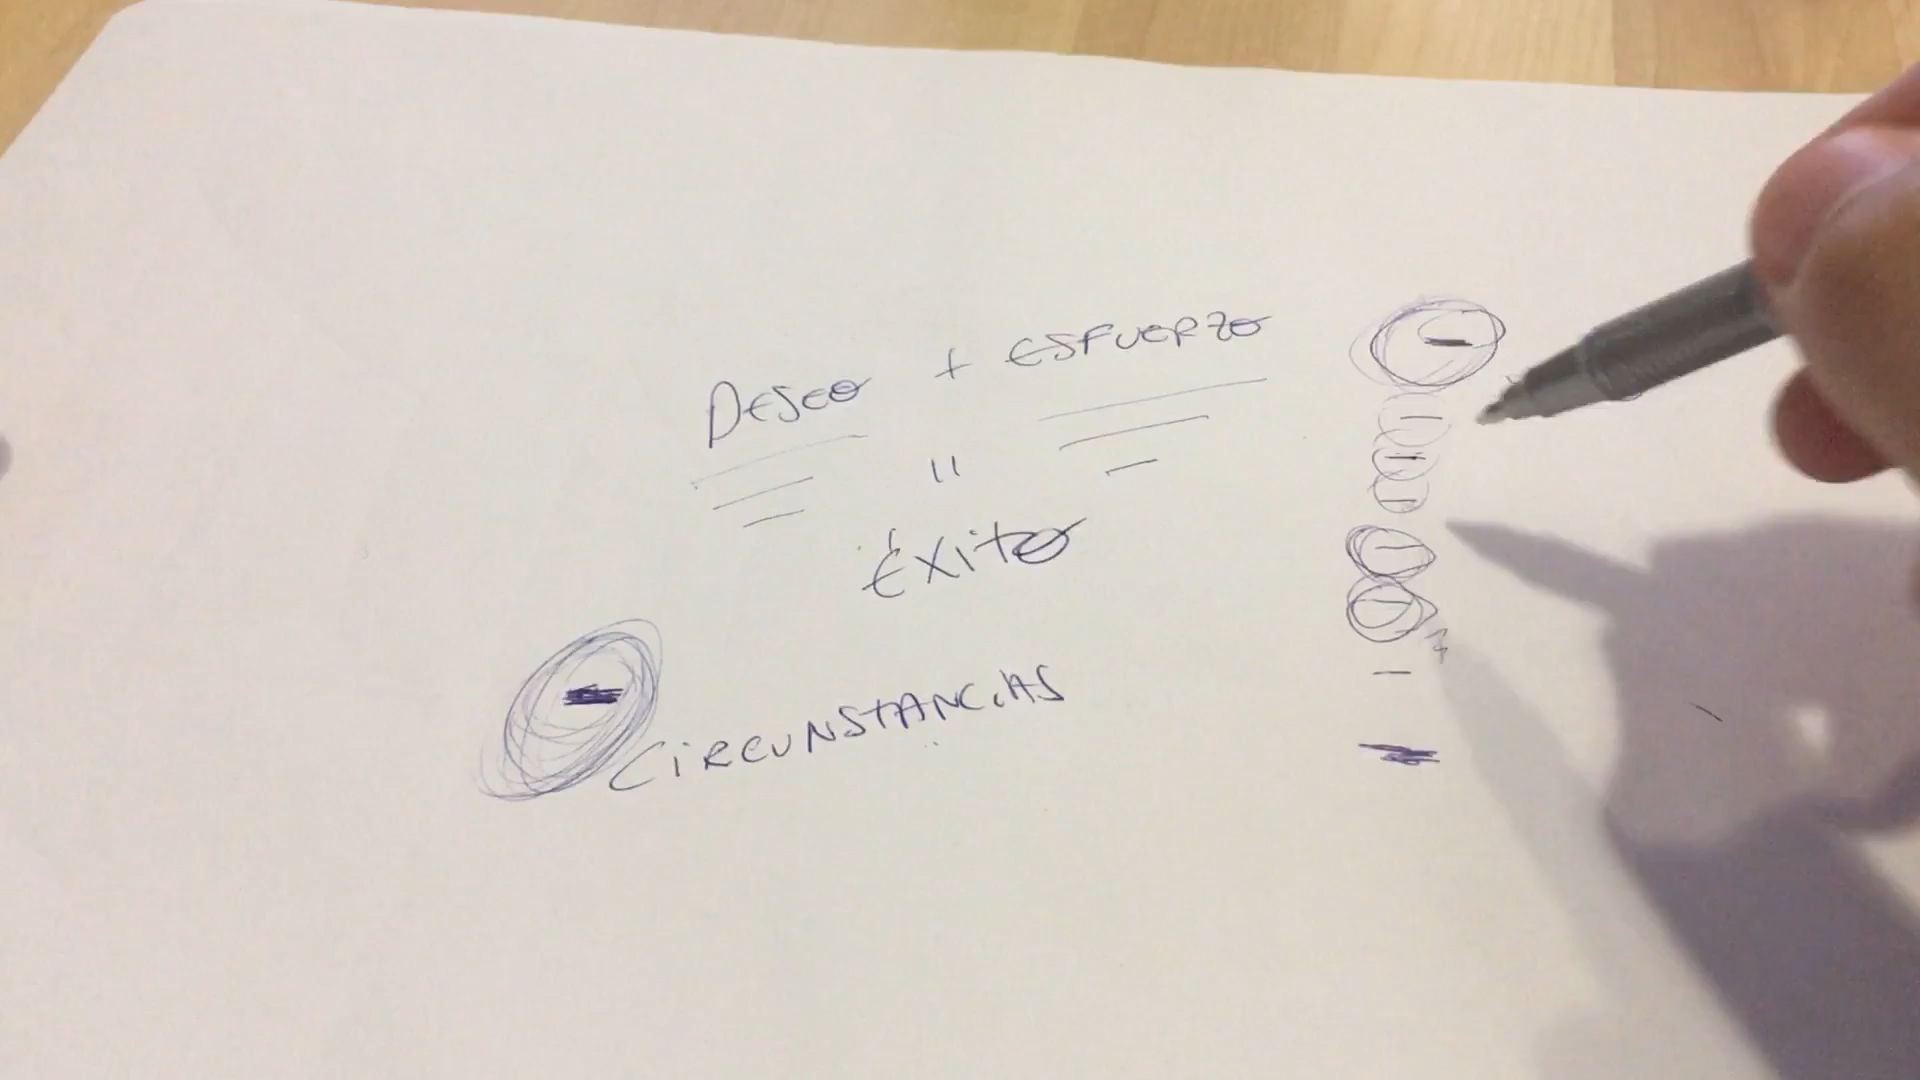 Deseo + ESFUERZO
=
Éxito
- CIRCUNSTANCIAS